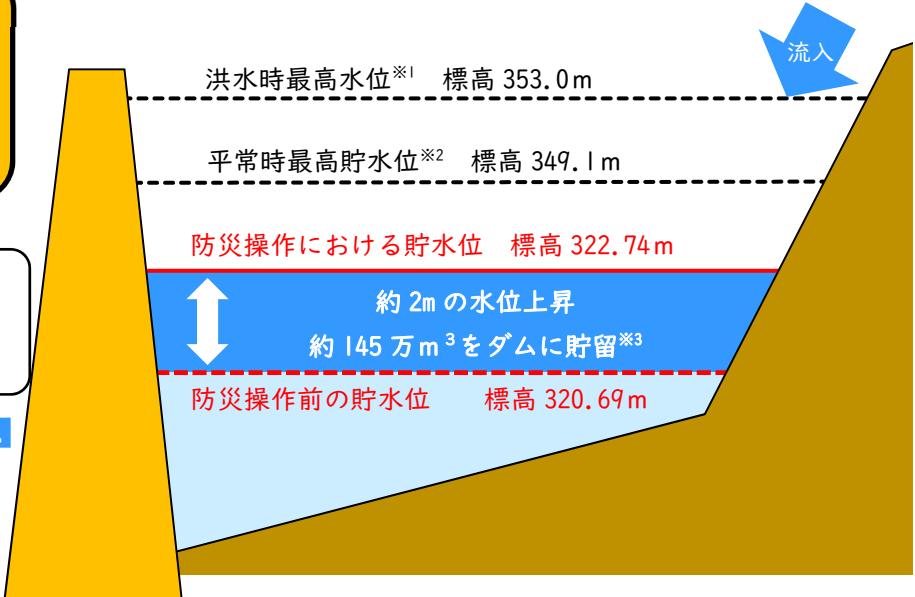 流入
洪水時最高水位※1 標高 353.0m
平常時最高貯水位※2 標高 349.1m
防災操作における貯水位 標高 322.74m
約 2m の水位上昇
約 145 万m³をダムに貯留※3
防災操作前の貯水位 標高 320.69m